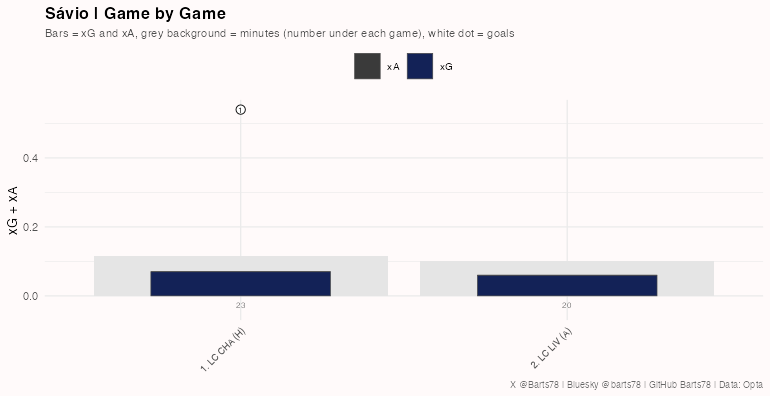 Sávio | Game by Game
Bars = xG and xA, grey background = minutes (number under each game), white dot = goals
xA xG
1
xG + xA
0.4
0.2
0.0
23 20
1. LC CHA (H) 2. LC LIV (A)
X @Barts78 | Bluesky @barts78 | GitHub Barts78 | Data: Opta